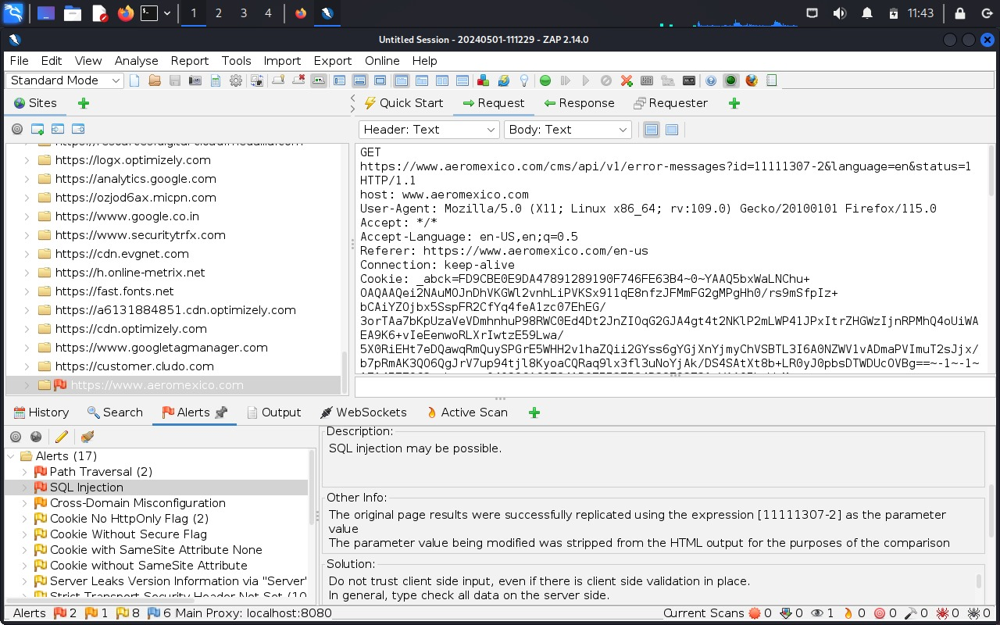 1 2 3 4 11:43
Untitled Session - 20240501-111229 - ZAP 2.14.0
File Edit View Analyse Report Tools Import Export Online Help
Standard Mode
Sites
Quick Start Request Response Requester
Header: Text Body: Text
https://logx.optimizely.com
https://analytics.google.com
https://ozjod6ax.micpn.com
https://www.google.co.in
https://www.securitytrfx.com
https://cdn.evgnet.com
https://h.online-metrix.net
https://fast.fonts.net
https://a6131884851.cdn.optimizely.com
https://cdn.optimizely.com
https://www.googletagmanager.com
https://customer.cludo.com
https://www.aeromexico.com
GET
https://www.aeromexico.com/cms/api/v1/error-messages?id=11111307-2&language=en&status=1
HTTP/1.1
host: www.aeromexico.com
User-Agent: Mozilla/5.0 (X11; Linux x86_64; rv:109.0) Gecko/20100101 Firefox/115.0
Accept: */*
Accept-Language: en-US,en;q=0.5
Referer: https://www.aeromexico.com/en-us
Connection: keep-alive
Cookie: _abck=FD9CBE0E9DA47891289190F746FE63B4~0~YAAQ5bxWaLNChu+
OAQAAQei2NAuMOJnDhVKGWl2vnhLiPVKSx911qE8nfzJFMmFG2gMPgHh0/rs9mSfpIz+
bCAiYZOjbx5SspFR2CfYq4feA1zc07EhEG/
3orTAa7bKpUzaVeVDmhnhuP98RWC0Ed4Dt2JnZIOqG2GJA4gt4t2NKlP2mLWP41JPxItrZHGWzIjnRPMhQ4oUiWA
EA9K6+vIeEenwoRLXrIwtzE59Lwa/
5X0RiEHt7eDQawqRmQuySPGrE5WHH2v1haZQii2GYss6gYGjXnYjmyChVSBTL3I6A0NZWV1vADmaPVImuT2sJjx/
b7pRmAK3QO6QgJrV7up94tjl8KyoaCQRaq9lx3fl3uNoYjAk/DS4SAtXt8b+LR0yJ0pbsDTWDUcOVBg==~-1~-1~
History Search Alerts Output WebSockets Active Scan
Alerts (17)
Path Traversal (2)
SQL Injection
Cross-Domain Misconfiguration
Cookie No HttpOnly Flag (2)
Cookie Without Secure Flag
Cookie with SameSite Attribute None
Cookie without SameSite Attribute
Server Leaks Version Information via "Server"
Strict-Transport-Security Header Not Set (10
Description:
SQL injection may be possible.
Other Info:
The original page results were successfully replicated using the expression [11111307-2] as the parameter
value
The parameter value being modified was stripped from the HTML output for the purposes of the comparison
Solution:
Do not trust client side input, even if there is client side validation in place.
In general, type check all data on the server side.
Alerts 2 1 8 6 Main Proxy: localhost:8080 Current Scans 0 0 1 0 0 0 0 0